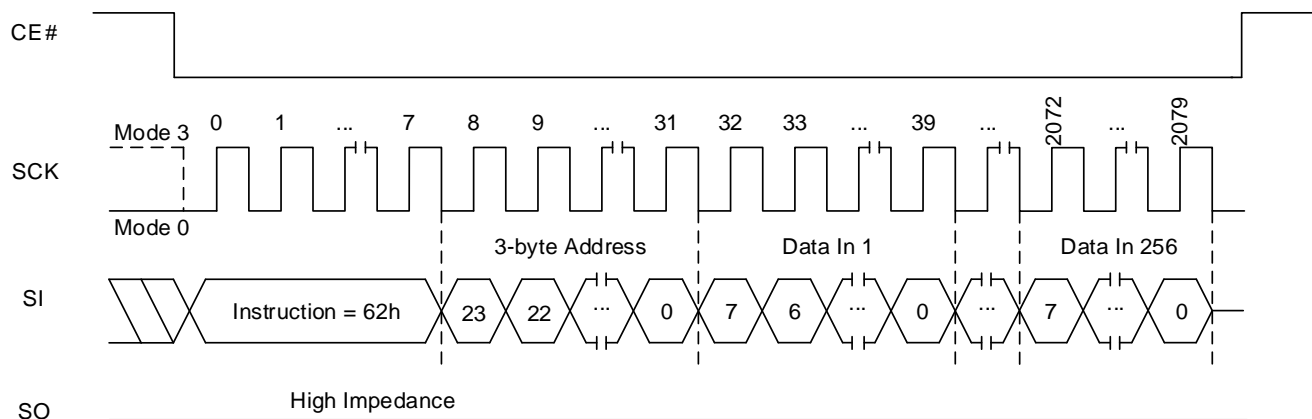 CE#
0 1 ... 7 8 9 ... 31 32 33 ... 39 ... 2072 ... 2079
Mode 3
SCK
Mode 0
3-byte Address Data In 1 Data In 256
SI Instruction = 62h 23 22 ... 0 7 6 ... 0 ... 7 ... 0
High Impedance
SO